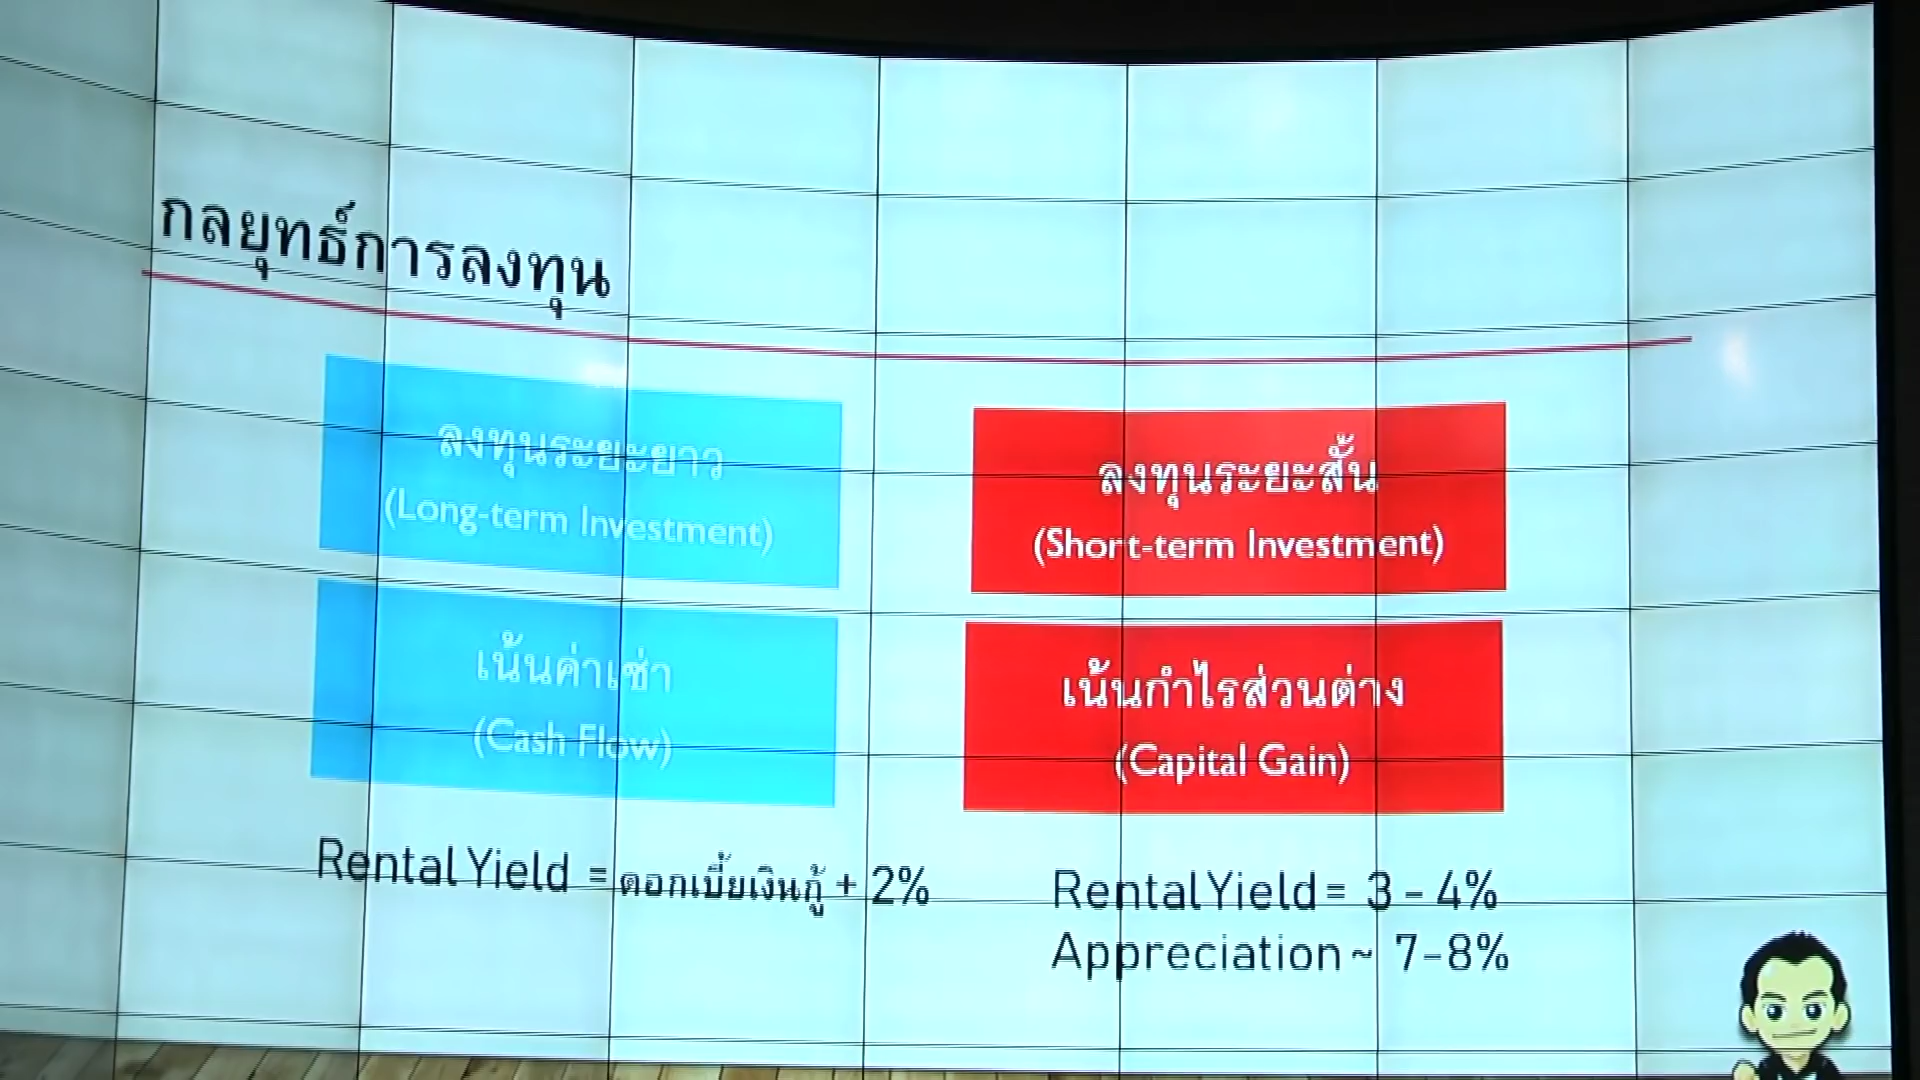 กลยุทธ์การลงทุน
ลงทุนระยะยาว
(Long-term Investment)
เน้นค่าเช่า
(Cash Flow)
Rental Yield = ดอกเบี้ยเงินกู้ + 2%
ลงทุนระยะสั้น
(Short-term Investment)
เน้นกำไรส่วนต่าง
(Capital Gain)
Rental Yield = 3 – 4%
Appreciation ~ 7–8%